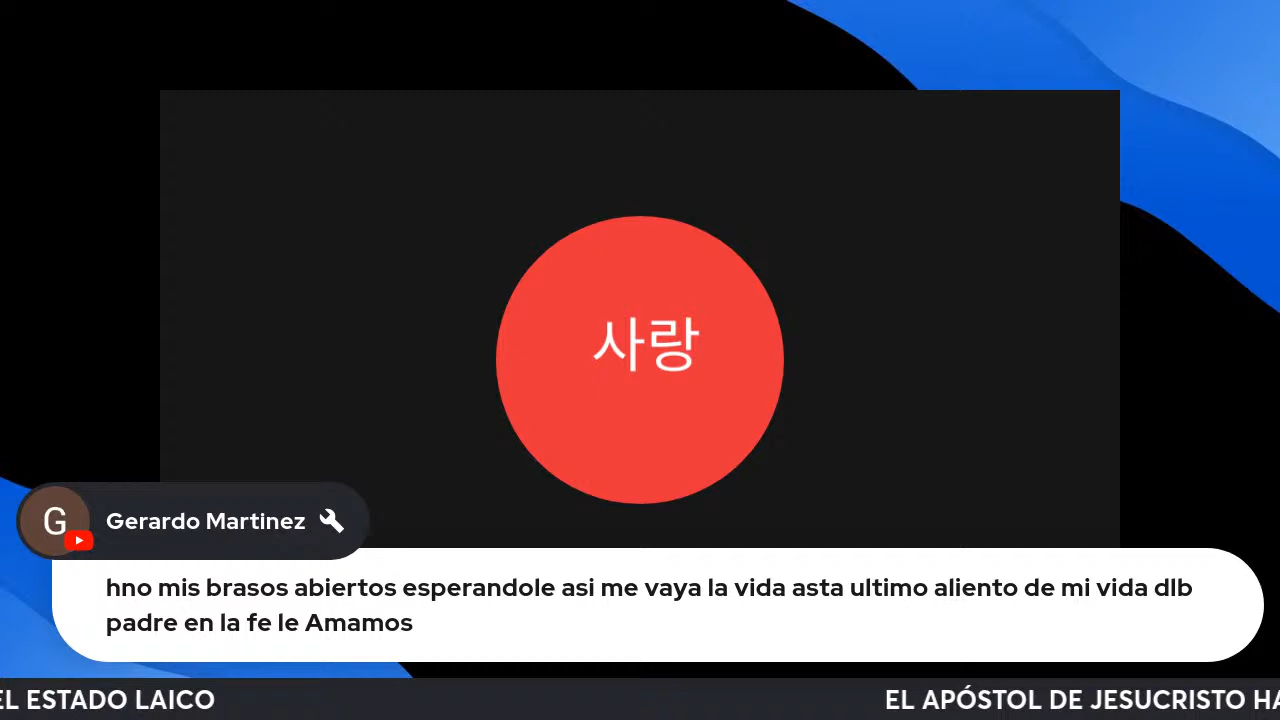 사랑
G
Gerardo Martinez
hno mis brasos abiertos esperandole asi me vaya la vida asta ultimo aliento de mi vida dlb
padre en la fe le Amamos
EL ESTADO LAICO
EL APÓSTOL DE JESUCRISTO HA